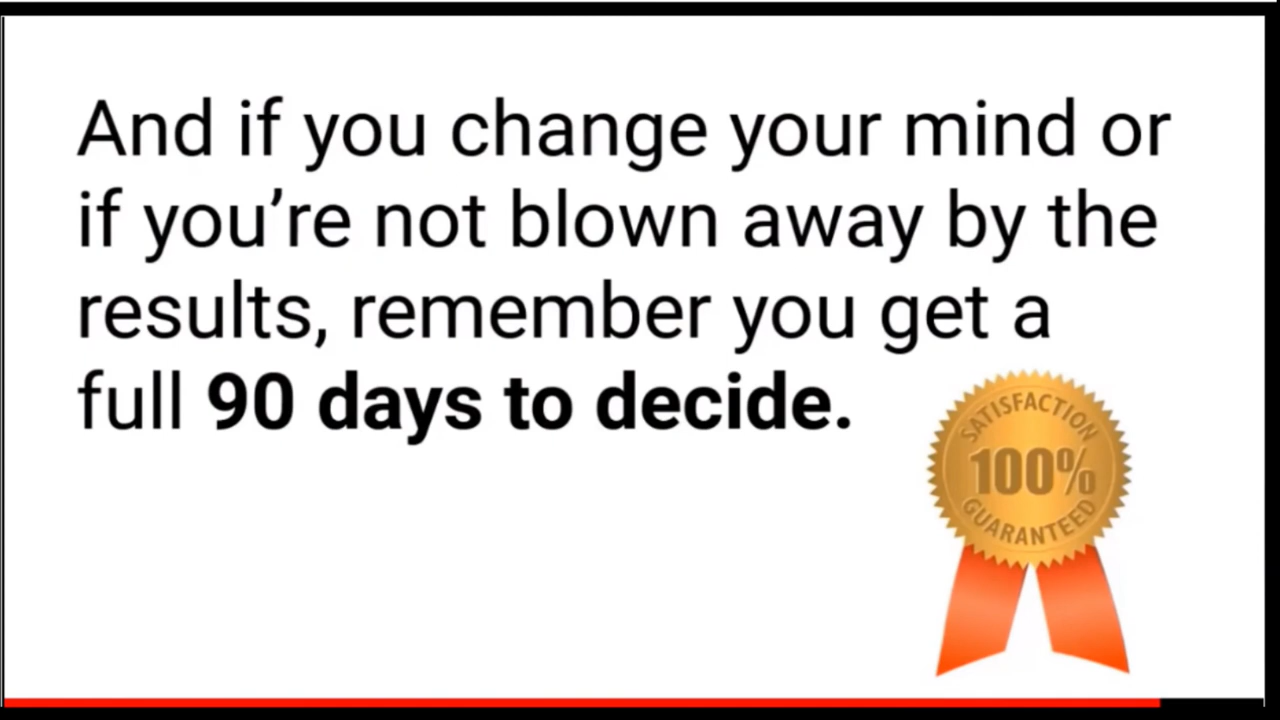 And if you change your mind or
if you’re not blown away by the
results, remember you get a
full 90 days to decide.
SATISFACTION
100%
GUARANTEED